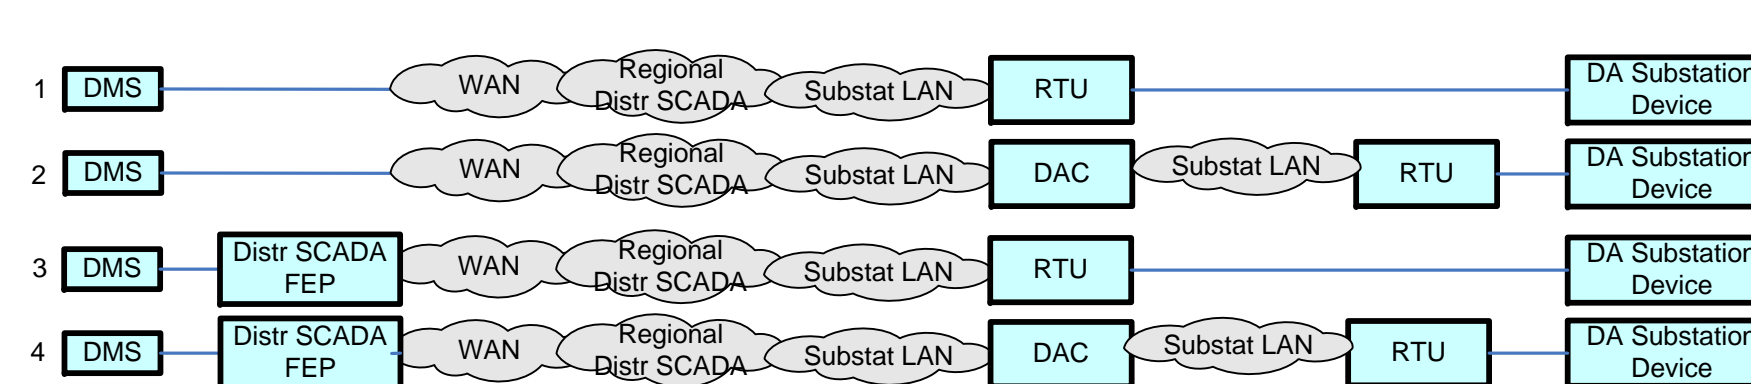 1 DMS WAN Regional Distr SCADA Substat LAN RTU DA Substation Device
2 DMS WAN Regional Distr SCADA Substat LAN DAC Substat LAN RTU DA Substation Device
3 DMS Distr SCADA FEP WAN Regional Distr SCADA Substat LAN RTU DA Substation Device
4 DMS Distr SCADA FEP WAN Regional Distr SCADA Substat LAN DAC Substat LAN RTU DA Substation Device